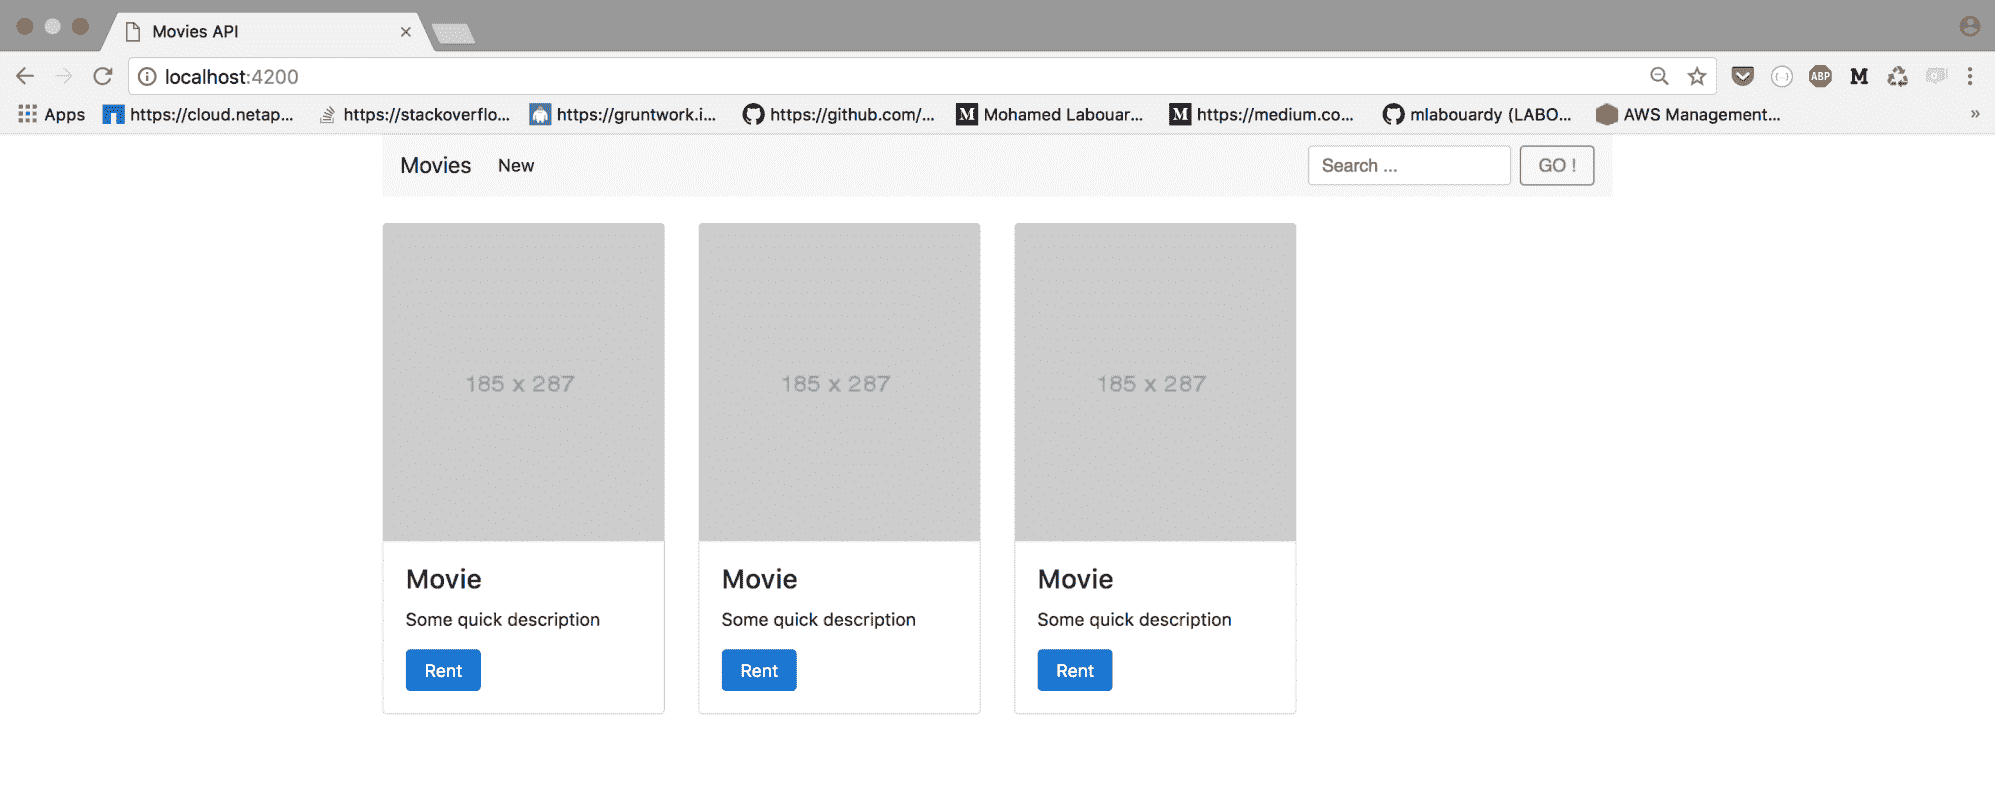 Movies API
localhost:4200
ABP
M
Apps
https://cloud.netap...
https://stackoverflo...
https://gruntwork.i...
https://github.com/...
M
Mohamed Labouar...
M
https://medium.co...
mlabouardy (LABO...
AWS Management...
»
Movies
New
Search ...
GO !
185 x 287
185 x 287
185 x 287
Movie
Movie
Movie
Some quick description
Some quick description
Some quick description
Rent
Rent
Rent